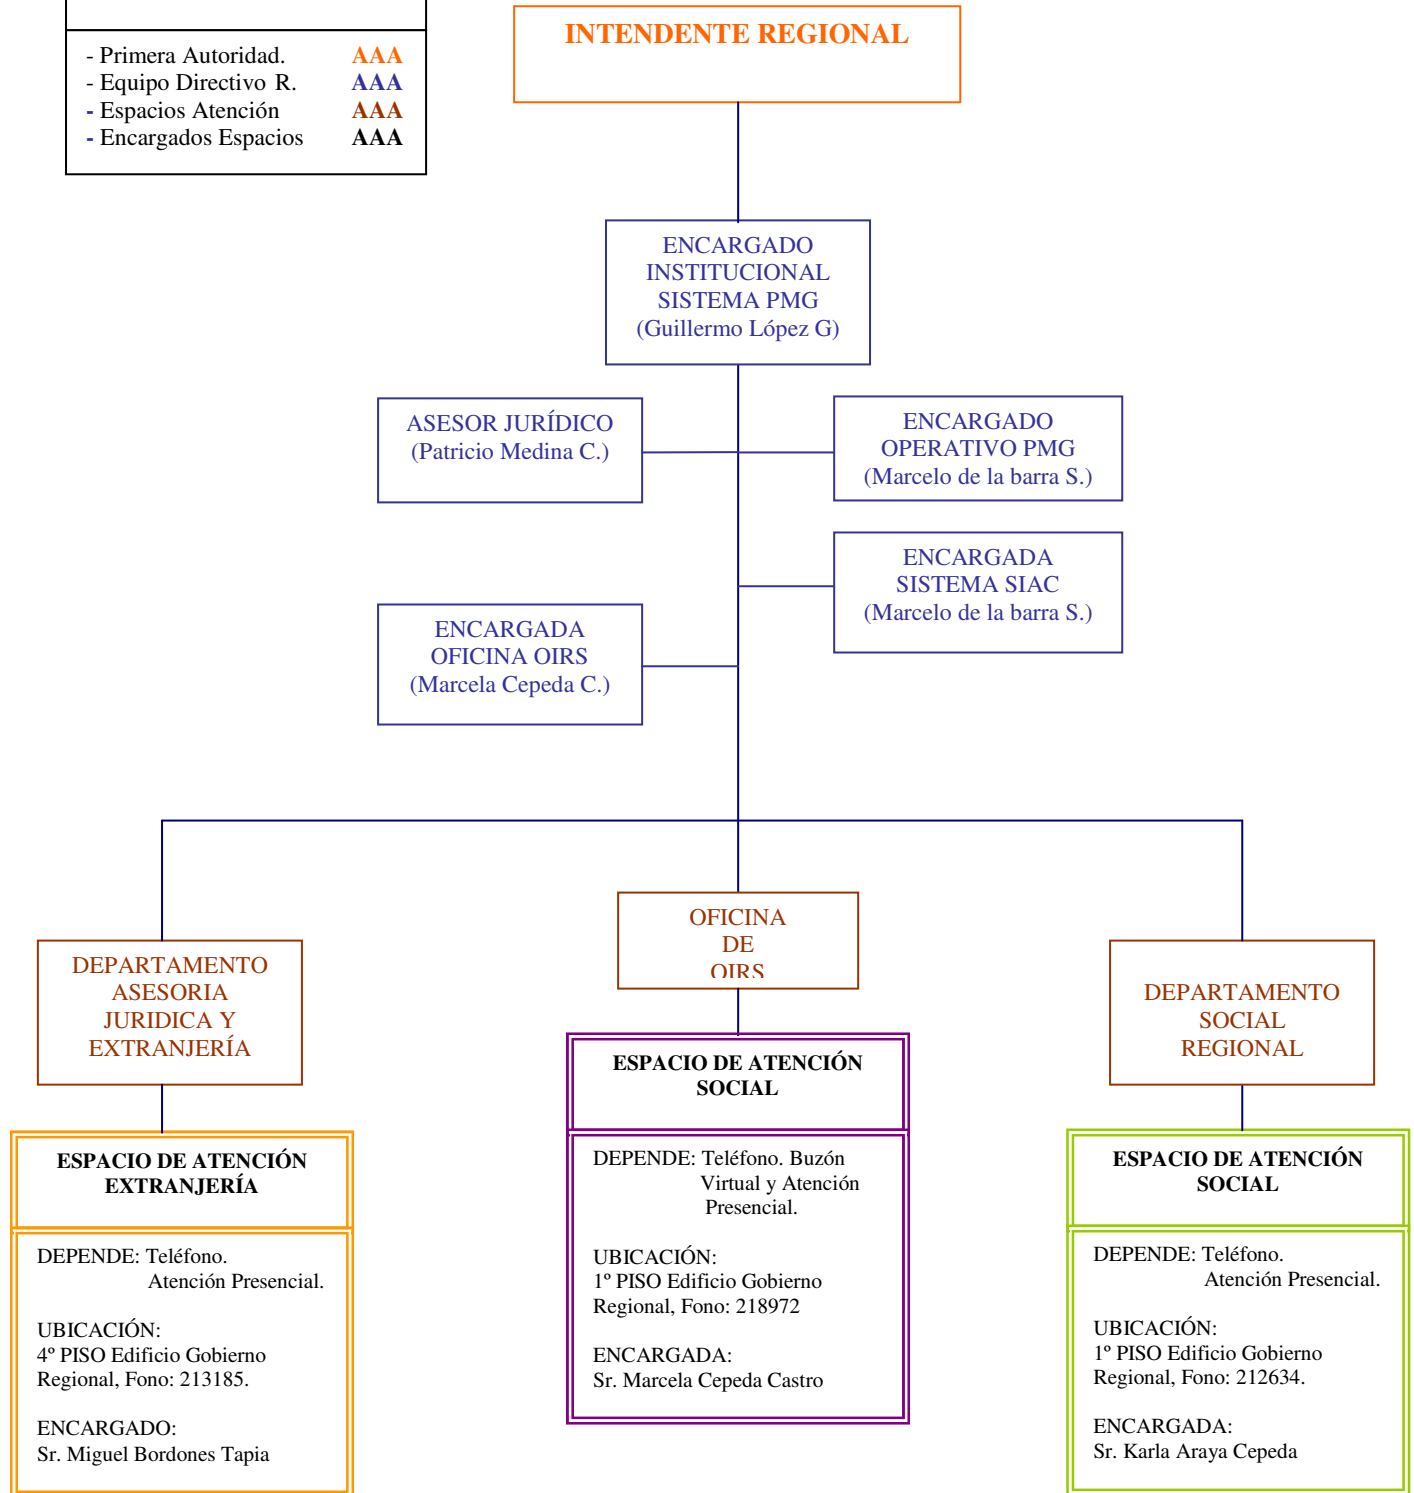 - Primera Autoridad. AAA
- Equipo Directivo R. AAA
- Espacios Atención AAA
- Encargados Espacios AAA
INTENDENTE REGIONAL
ENCARGADO
INSTITUCIONAL
SISTEMA PMG
(Guillermo López G)
ASESOR JURÍDICO
(Patricio Medina C.)
ENCARGADO
OPERATIVO PMG
(Marcelo de la barra S.)
ENCARGADA
SISTEMA SIAC
(Marcelo de la barra S.)
ENCARGADA
OFICINA OIRS
(Marcela Cepeda C.)
DEPARTAMENTO
ASESORIA
JURIDICA Y
EXTRANJERÍA
OFICINA
DE
OIRS
DEPARTAMENTO
SOCIAL
REGIONAL
ESPACIO DE ATENCIÓN
EXTRANJERÍA
DEPENDE: Teléfono.
Atención Presencial.
UBICACIÓN:
4º PISO Edificio Gobierno
Regional, Fono: 213185.
ENCARGADO:
Sr. Miguel Bordones Tapia
ESPACIO DE ATENCIÓN
SOCIAL
DEPENDE: Teléfono. Buzón
Virtual y Atención
Presencial.
UBICACIÓN:
1º PISO Edificio Gobierno
Regional, Fono: 218972
ENCARGADA:
Sr. Marcela Cepeda Castro
ESPACIO DE ATENCIÓN
SOCIAL
DEPENDE: Teléfono.
Atención Presencial.
UBICACIÓN:
1º PISO Edificio Gobierno
Regional, Fono: 212634.
ENCARGADA:
Sr. Karla Araya Cepeda